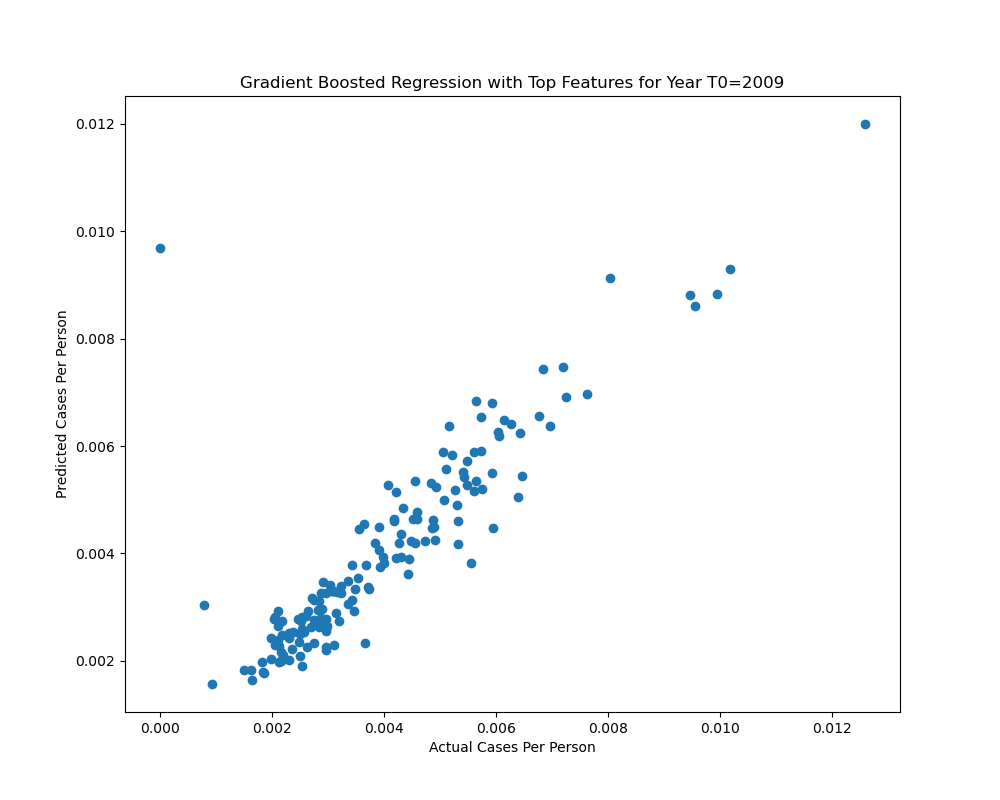 Gradient Boosted Regression with Top Features for Year T0=2009
0.012
0.010
0.008
0.006
0.004
0.002
Predicted Cases Per Person
0.000 0.002 0.004 0.006 0.008 0.010 0.012
Actual Cases Per Person